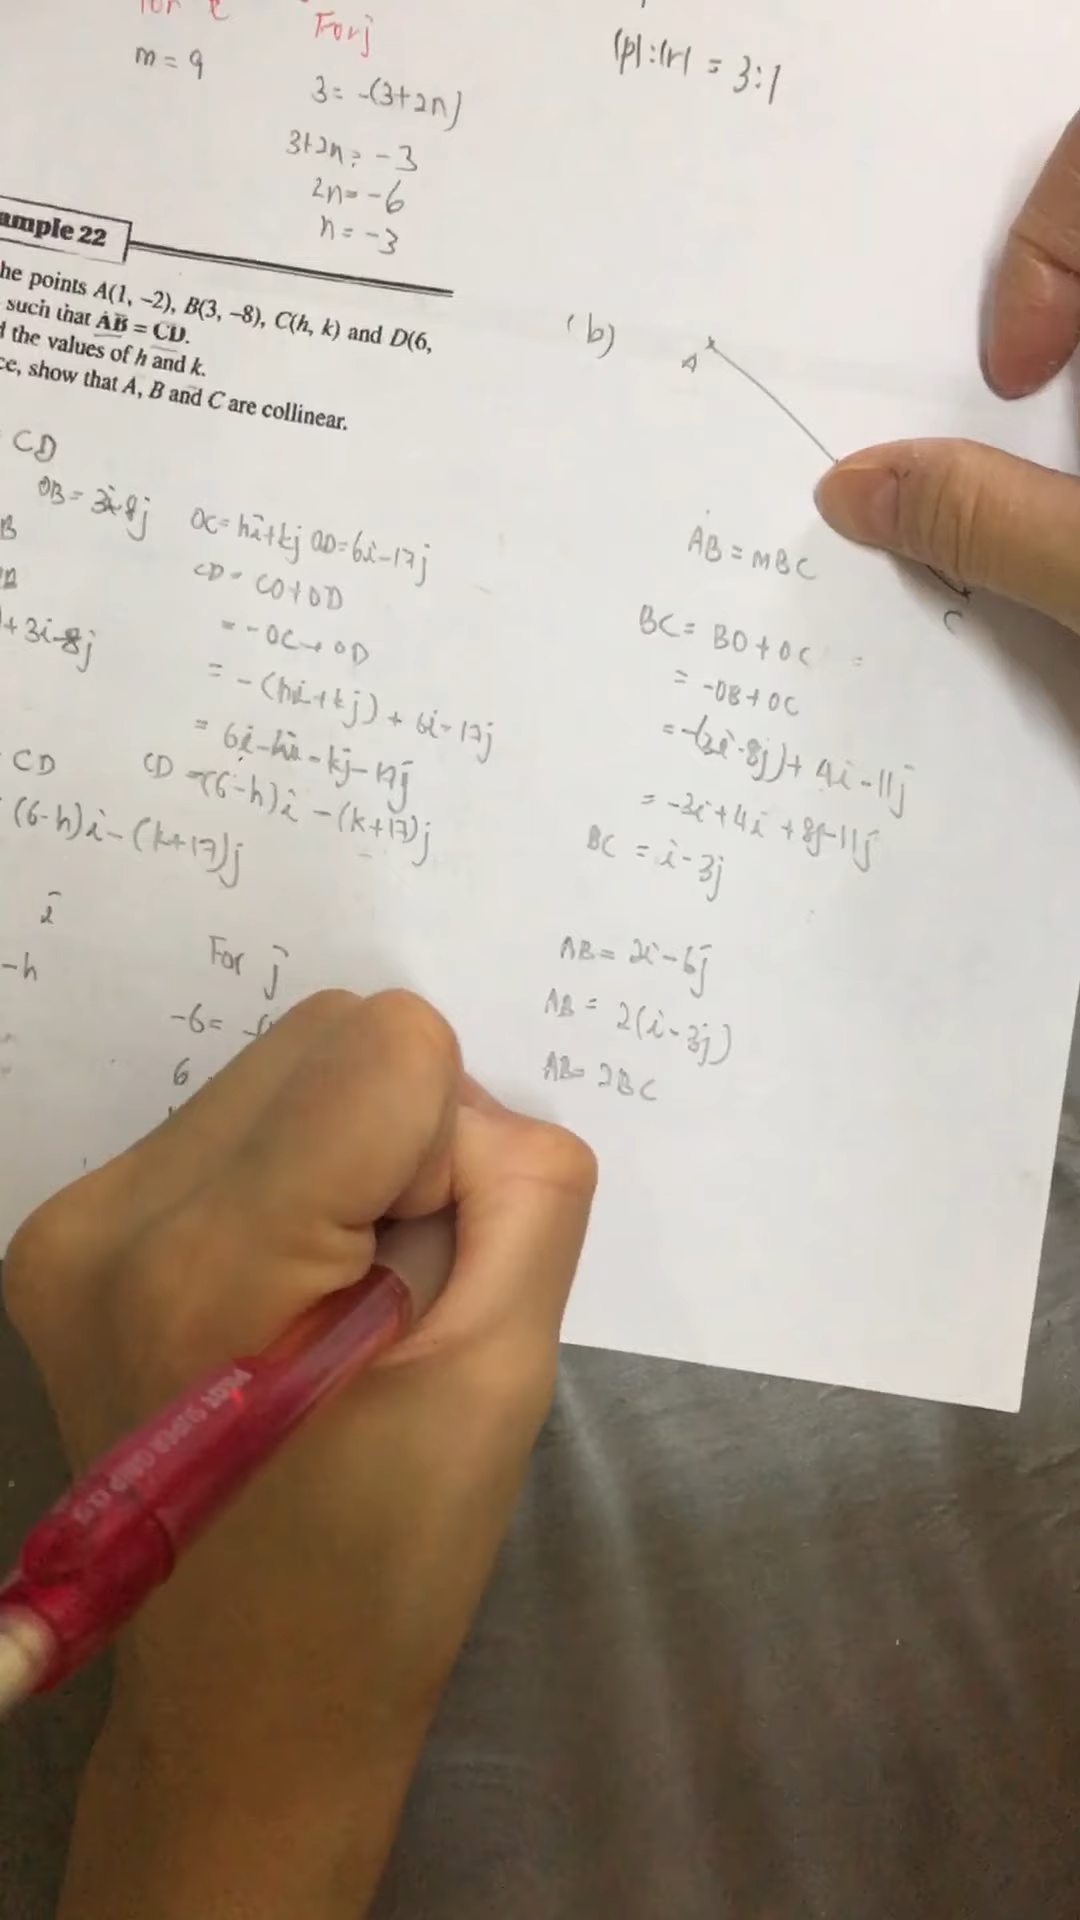 For j
m = 9
3 = -(3+2n)
3+2n = -3
2n = -6
n = -3
|p|:|r| = 3:1
ample 22
he points A(1, –2), B(3, –8), C(h, k) and D(6,
such that AB = CD.
the values of h and k.
ce, show that A, B and C are collinear.
CD
OB = 3i-8j
OC = hi+kj OD = 6i-17j
B
CD = CO+OD
+3i-8j
= -OC+OD
= -(hi+kj) + 6i-17j
= 6i-hi-kj-17j
CD
CD = (6-h)i -(k+17)j
(6-h)i-(k+17)j
i
-h
For j
-6=
6
(b)
A
C
AB = mBC
BC = BO + OC =
= -OB + OC
= -(3i-8j)+ 4i-11j
= -3i+4i +8j-11j
BC = i-3j
AB = 2i-6j
AB = 2(i-3j)
AB = 2BC
PILOT SUPER GRIP